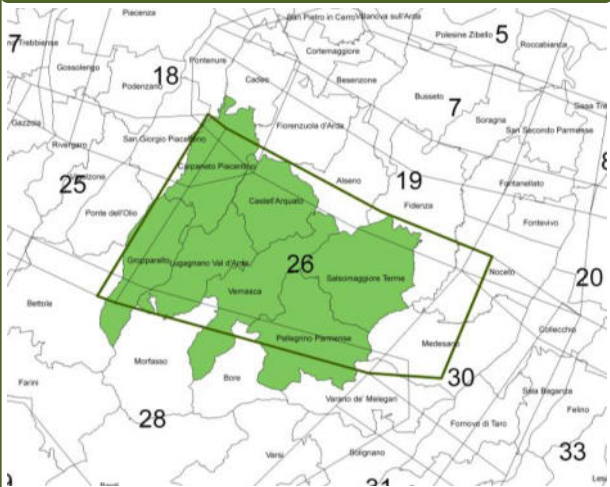 Piacenza
San Pietro in Cerro
Villanova sull'Arda
Polesine Zibello
5
Roccabianca
7
Gossolengo
Podenzano
18
Pontenure
Cadeo
Cortemaggiore
Besenzone
Busseto
7
Soragna
San Secondo Parmense
Gazzola
Rivergaro
San Giorgio Piacentino
Fiorenzuola d'Arda
25
Carpaneto Piacentino
Alseno
19
Fidenza
Fontanellato
Fontevivo
Ponte dell'Olio
Castell'Arquato
Gropparello
Lugagnano Val d'Arda
26
Salsomaggiore Terme
Noceto
20
Vernasca
Bettola
Pellegrino Parmense
Medesano
Collecchio
Morfasso
Bore
30
Farini
Varano de' Melegari
Sala Baganza
Felino
28
Fornovo di Taro
Varsi
33